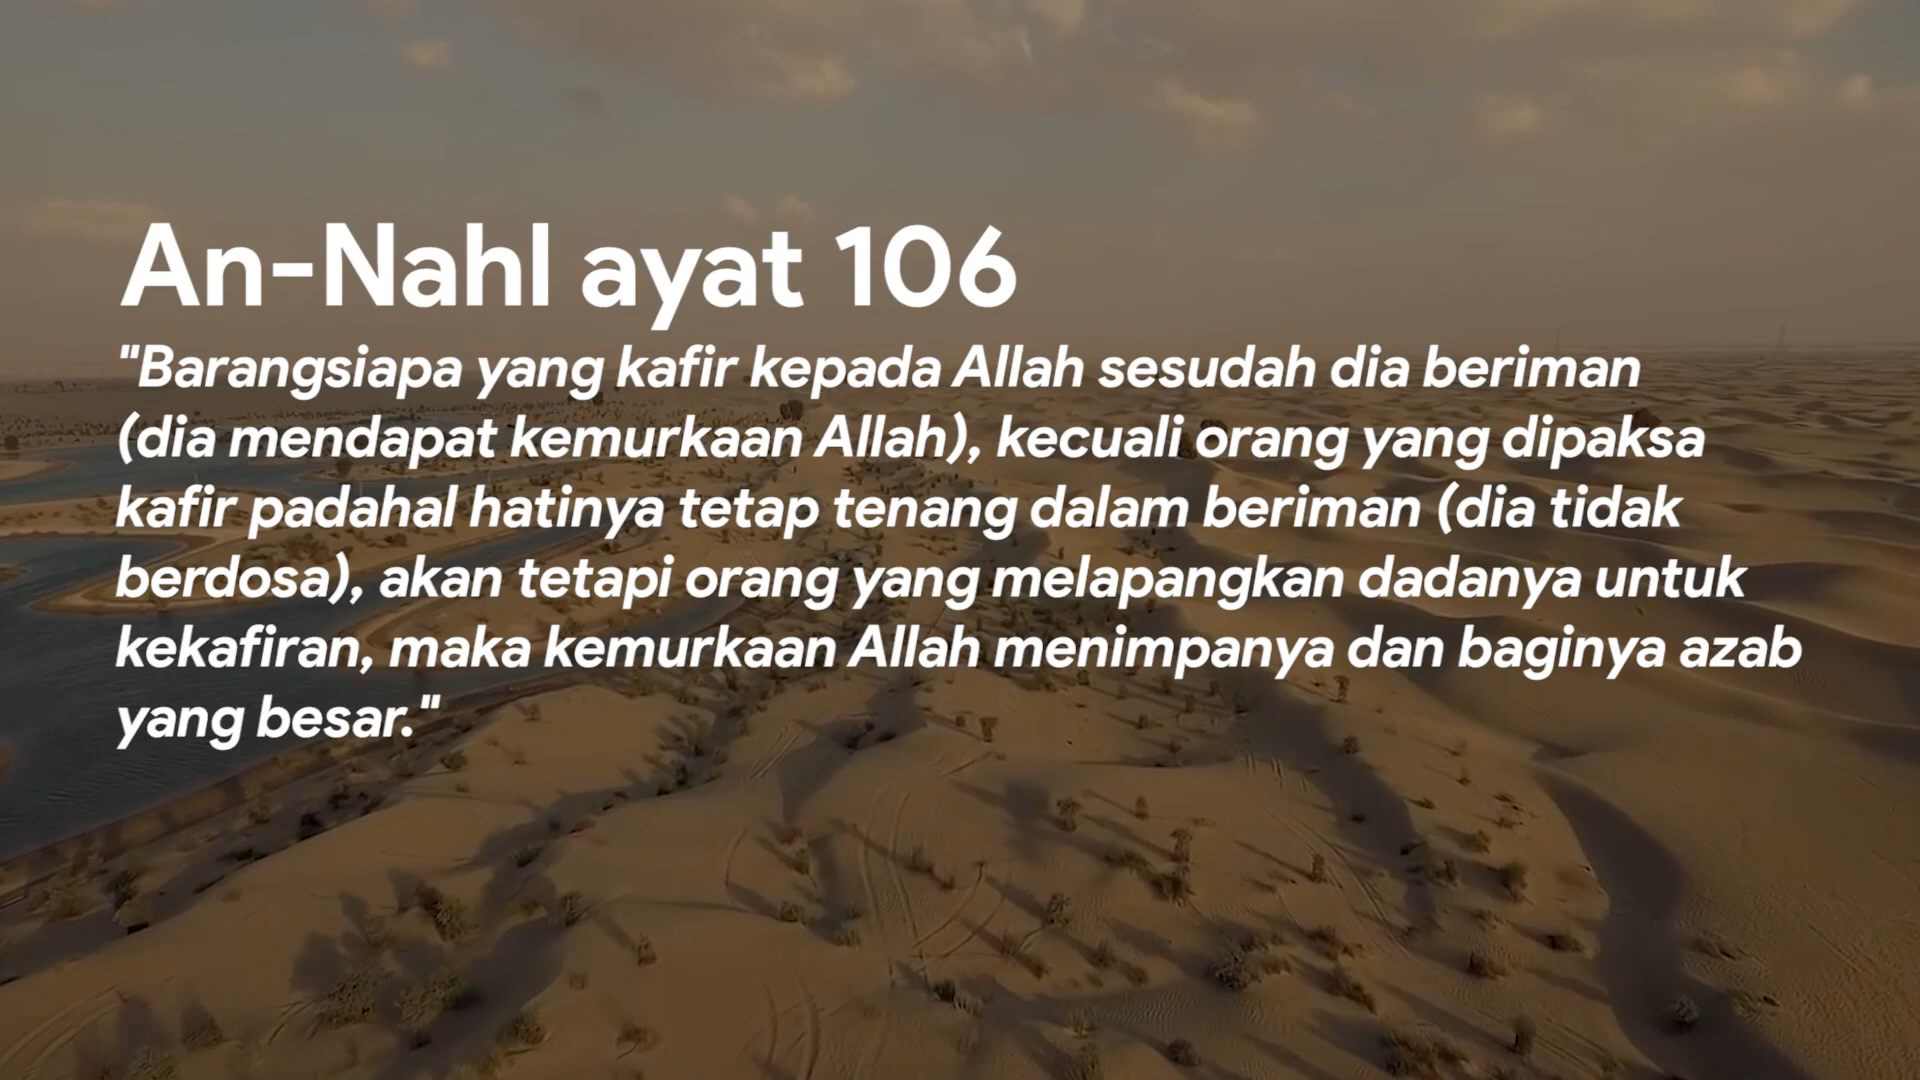 An-Nahl ayat 106
"Barangsiapa yang kafir kepada Allah sesudah dia beriman
(dia mendapat kemurkaan Allah), kecuali orang yang dipaksa
kafir padahal hatinya tetap tenang dalam beriman (dia tidak
berdosa), akan tetapi orang yang melapangkan dadanya untuk
kekafiran, maka kemurkaan Allah menimpanya dan baginya azab
yang besar."